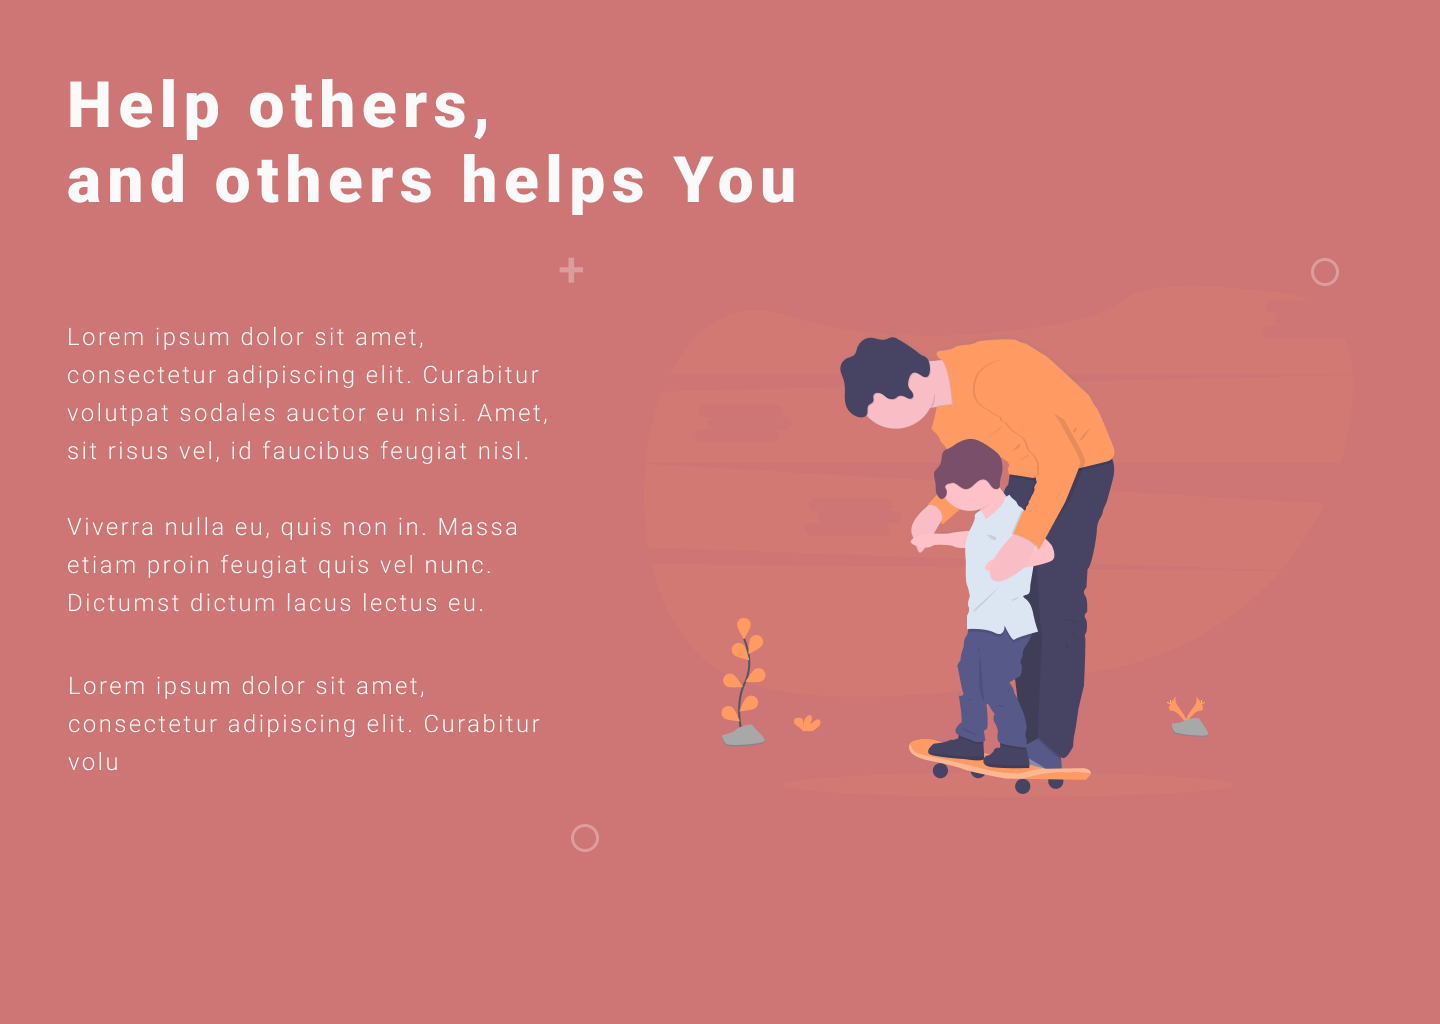 Help others,
and others helps You
Lorem ipsum dolor sit amet,
consectetur adipiscing elit. Curabitur
volutpat sodales auctor eu nisi. Amet,
sit risus vel, id faucibus feugiat nisl.
Viverra nulla eu, quis non in. Massa
etiam proin feugiat quis vel nunc.
Dictumst dictum lacus lectus eu.
Lorem ipsum dolor sit amet,
consectetur adipiscing elit. Curabitur
volu